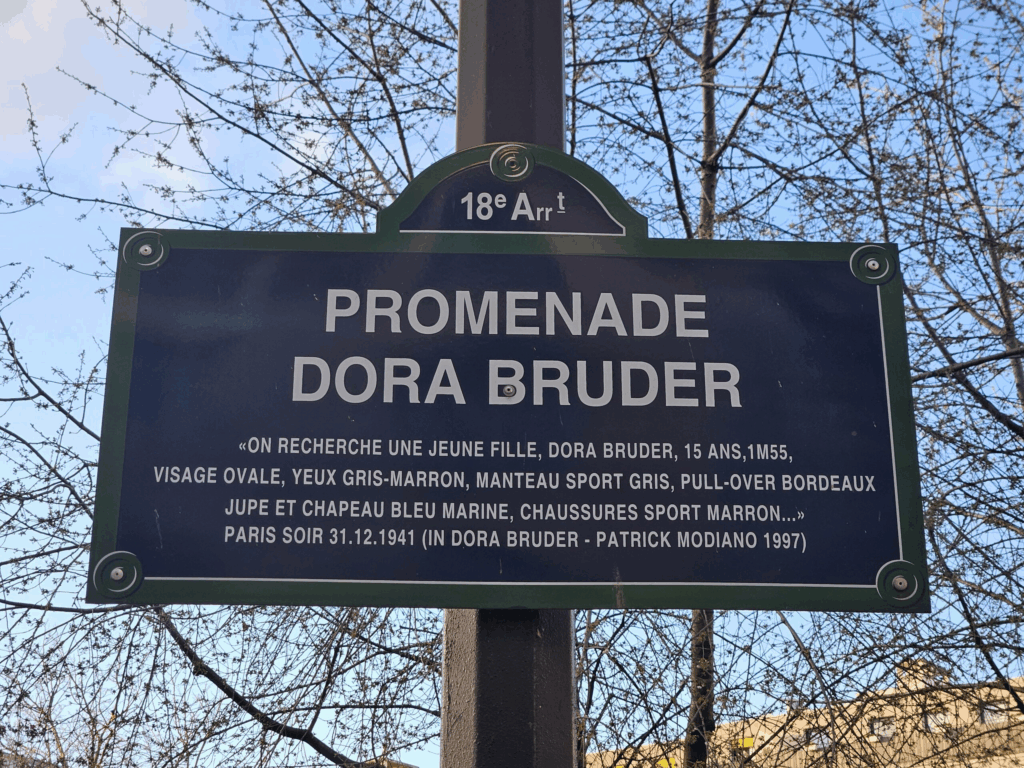 18e Arrt
PROMENADE
DORA BRUDER
«ON RECHERCHE UNE JEUNE FILLE, DORA BRUDER, 15 ANS,1M55,
VISAGE OVALE, YEUX GRIS-MARRON, MANTEAU SPORT GRIS, PULL-OVER BORDEAUX
JUPE ET CHAPEAU BLEU MARINE, CHAUSSURES SPORT MARRON...»
PARIS SOIR 31.12.1941 (IN DORA BRUDER - PATRICK MODIANO 1997)